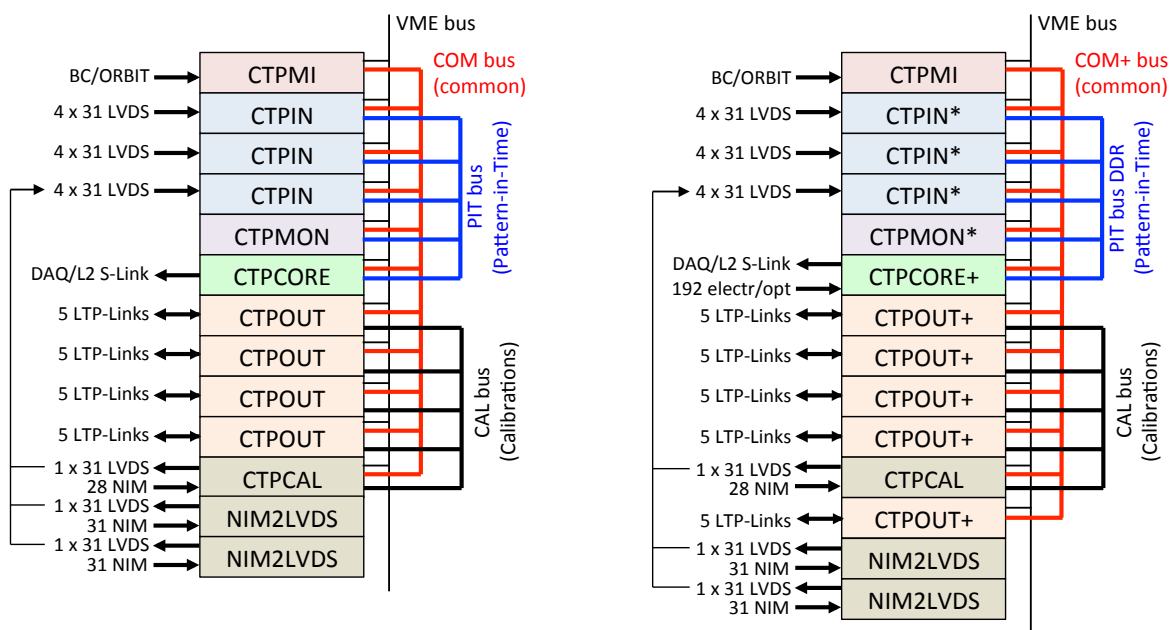 VME bus
COM bus
(common)
BC/ORBIT
CTPMI
4 x 31 LVDS
CTPIN
4 x 31 LVDS
CTPIN
4 x 31 LVDS
CTPIN
PIT bus
(Pattern-in-Time)
CTPMON
DAQ/L2 S-Link
CTPCORE
5 LTP-Links
CTPOUT
5 LTP-Links
CTPOUT
5 LTP-Links
CTPOUT
5 LTP-Links
CTPOUT
CAL bus
(Calibrations)
1 x 31 LVDS
28 NIM
CTPCAL
1 x 31 LVDS
31 NIM
NIM2LVDS
1 x 31 LVDS
31 NIM
NIM2LVDS
VME bus
COM+ bus
(common)
BC/ORBIT
CTPMI
4 x 31 LVDS
CTPIN*
4 x 31 LVDS
CTPIN*
4 x 31 LVDS
CTPIN*
PIT bus DDR
(Pattern-in-Time)
CTPMON*
DAQ/L2 S-Link
192 electr/opt
CTPCORE+
5 LTP-Links
CTPOUT+
5 LTP-Links
CTPOUT+
5 LTP-Links
CTPOUT+
5 LTP-Links
CTPOUT+
CAL bus
(Calibrations)
1 x 31 LVDS
28 NIM
CTPCAL
5 LTP-Links
CTPOUT+
1 x 31 LVDS
31 NIM
NIM2LVDS
1 x 31 LVDS
31 NIM
NIM2LVDS